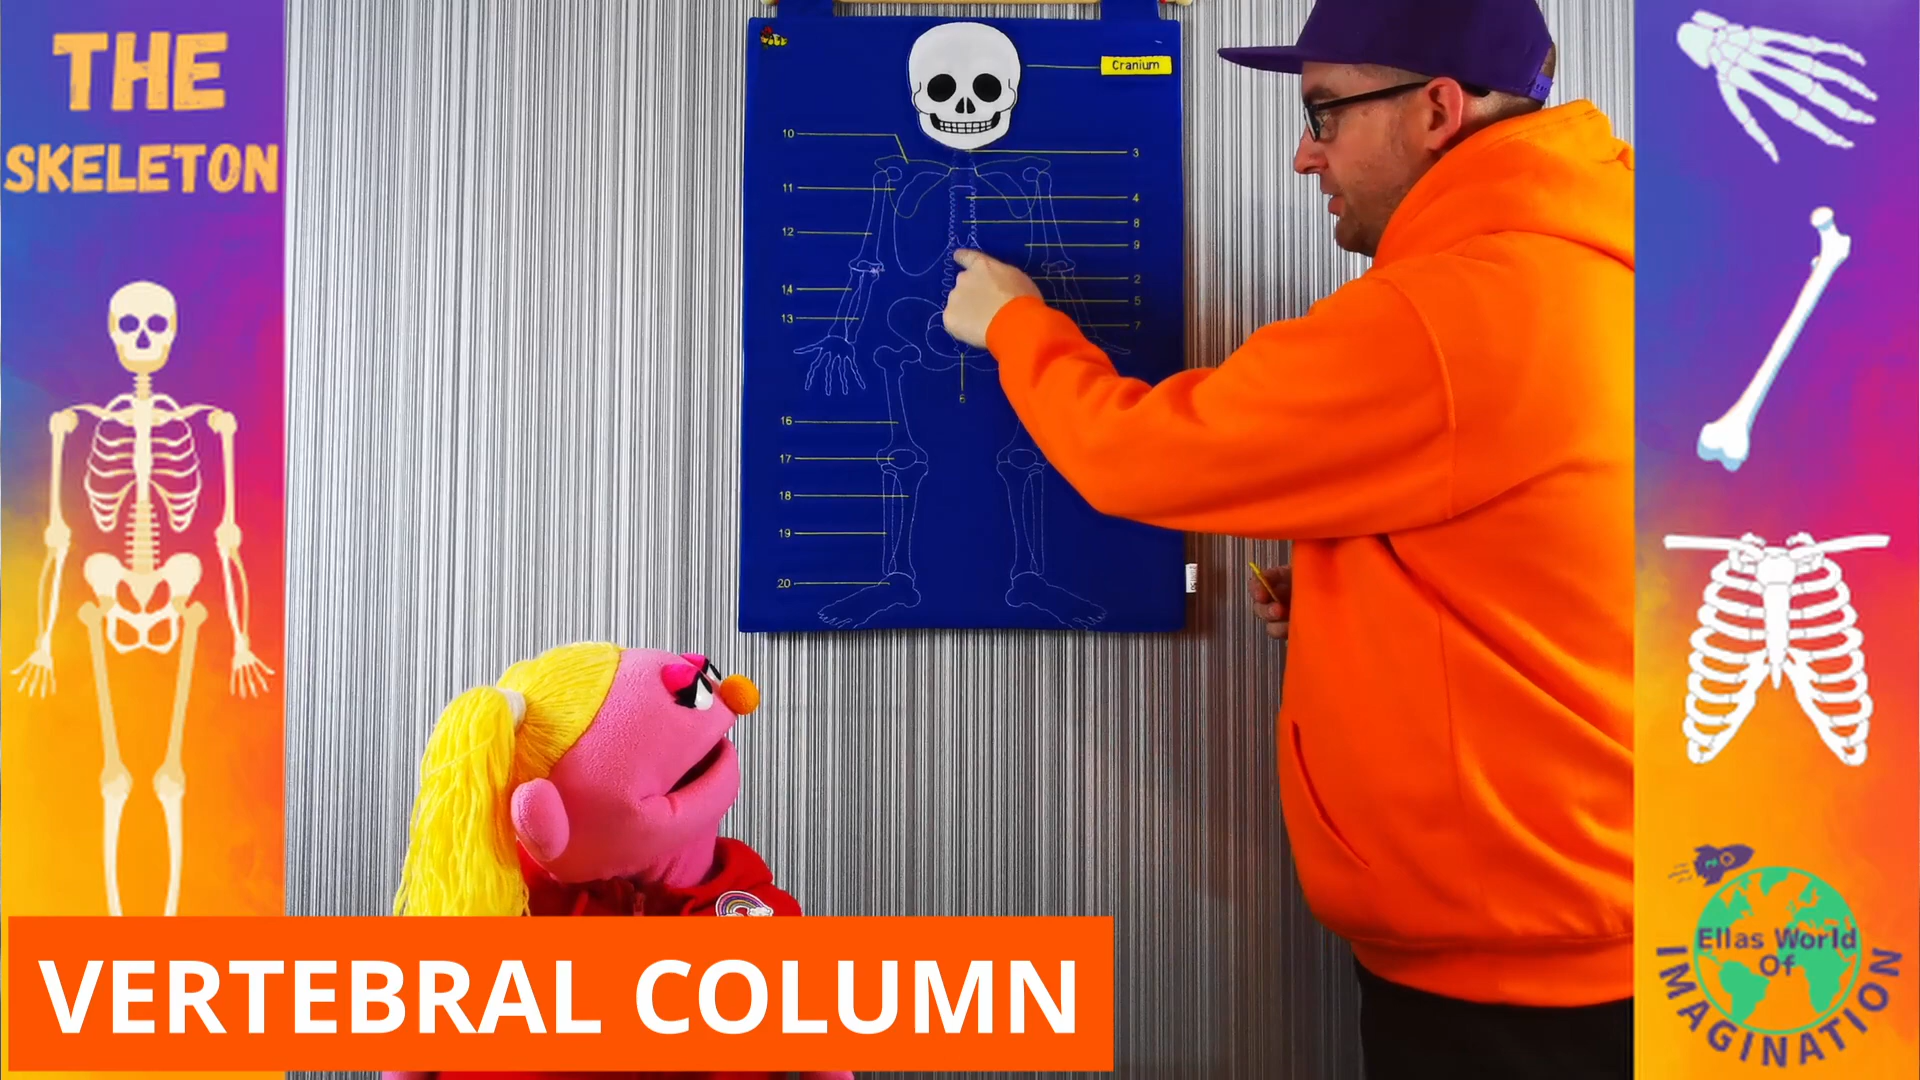 THE
SKELETON
Cranium
10
3
11
4
8
12
9
2
14
5
13
7
6
16
17
18
19
20
VERTEBRAL COLUMN
Ellas World
Of
IMAGINATION